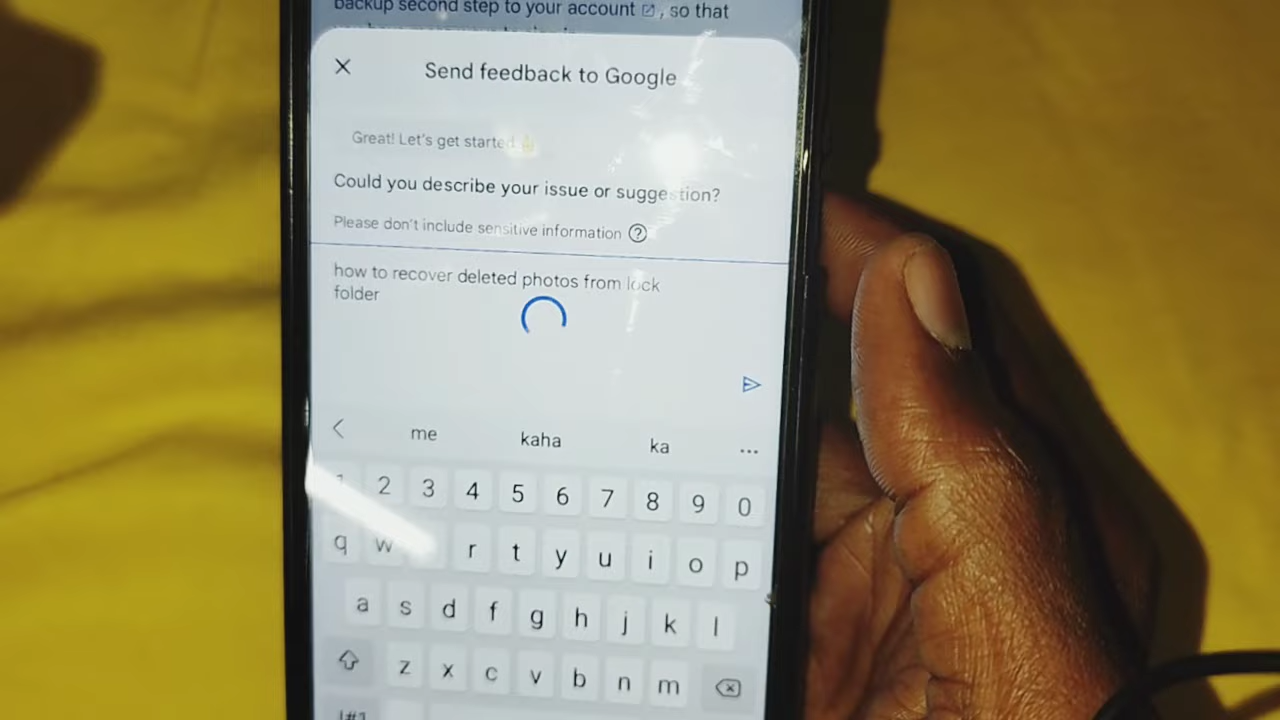 backup second step to your account , so that
Send feedback to Google
Great! Let's get started
Could you describe your issue or suggestion?
Please don't include sensitive information ?
how to recover deleted photos from lock
folder
me kaha ka ...
1 2 3 4 5 6 7 8 9 0
q w r t y u i o p
a s d f g h j k l
z x c v b n m
!#1